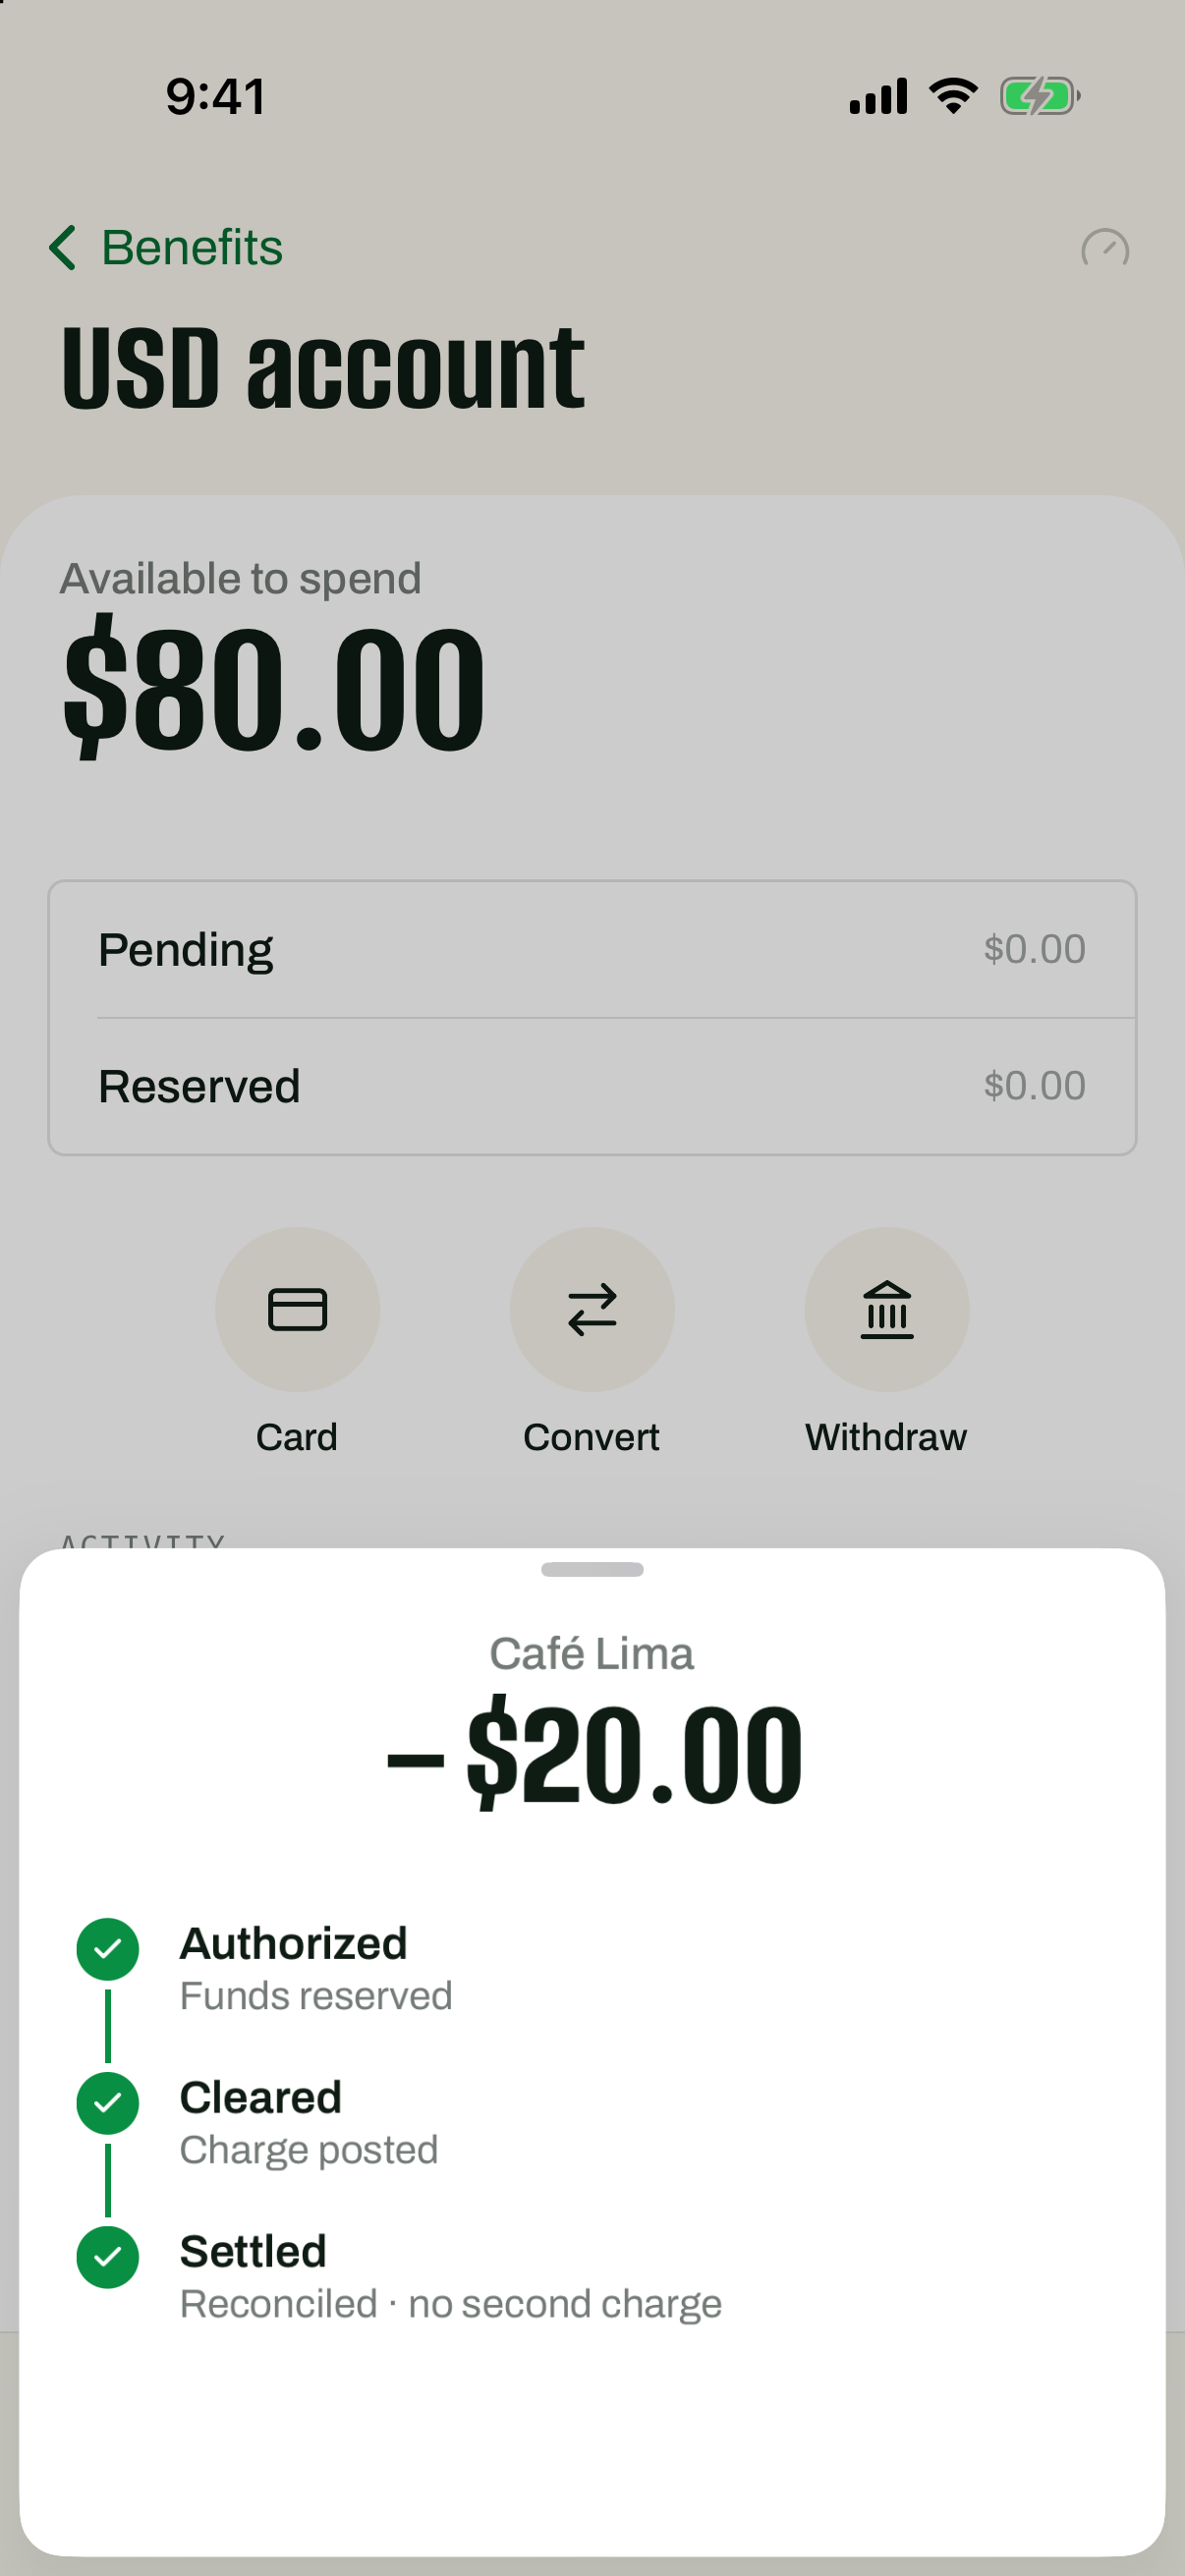 9:41
Benefits
USD account
Available to spend
$80.00
Pending $0.00
Reserved $0.00
Card Convert Withdraw
ACTIVITY
Café Lima
– $20.00
Authorized
Funds reserved
Cleared
Charge posted
Settled
Reconciled · no second charge